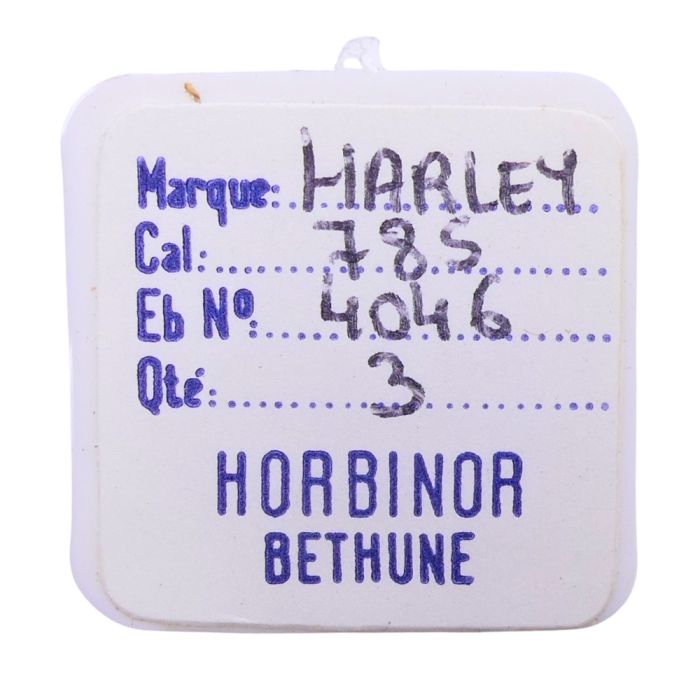 Marque: HARLEY
Cal: 785
Eb Nº: 4046
Qté: 3
HORBINOR
BETHUNE